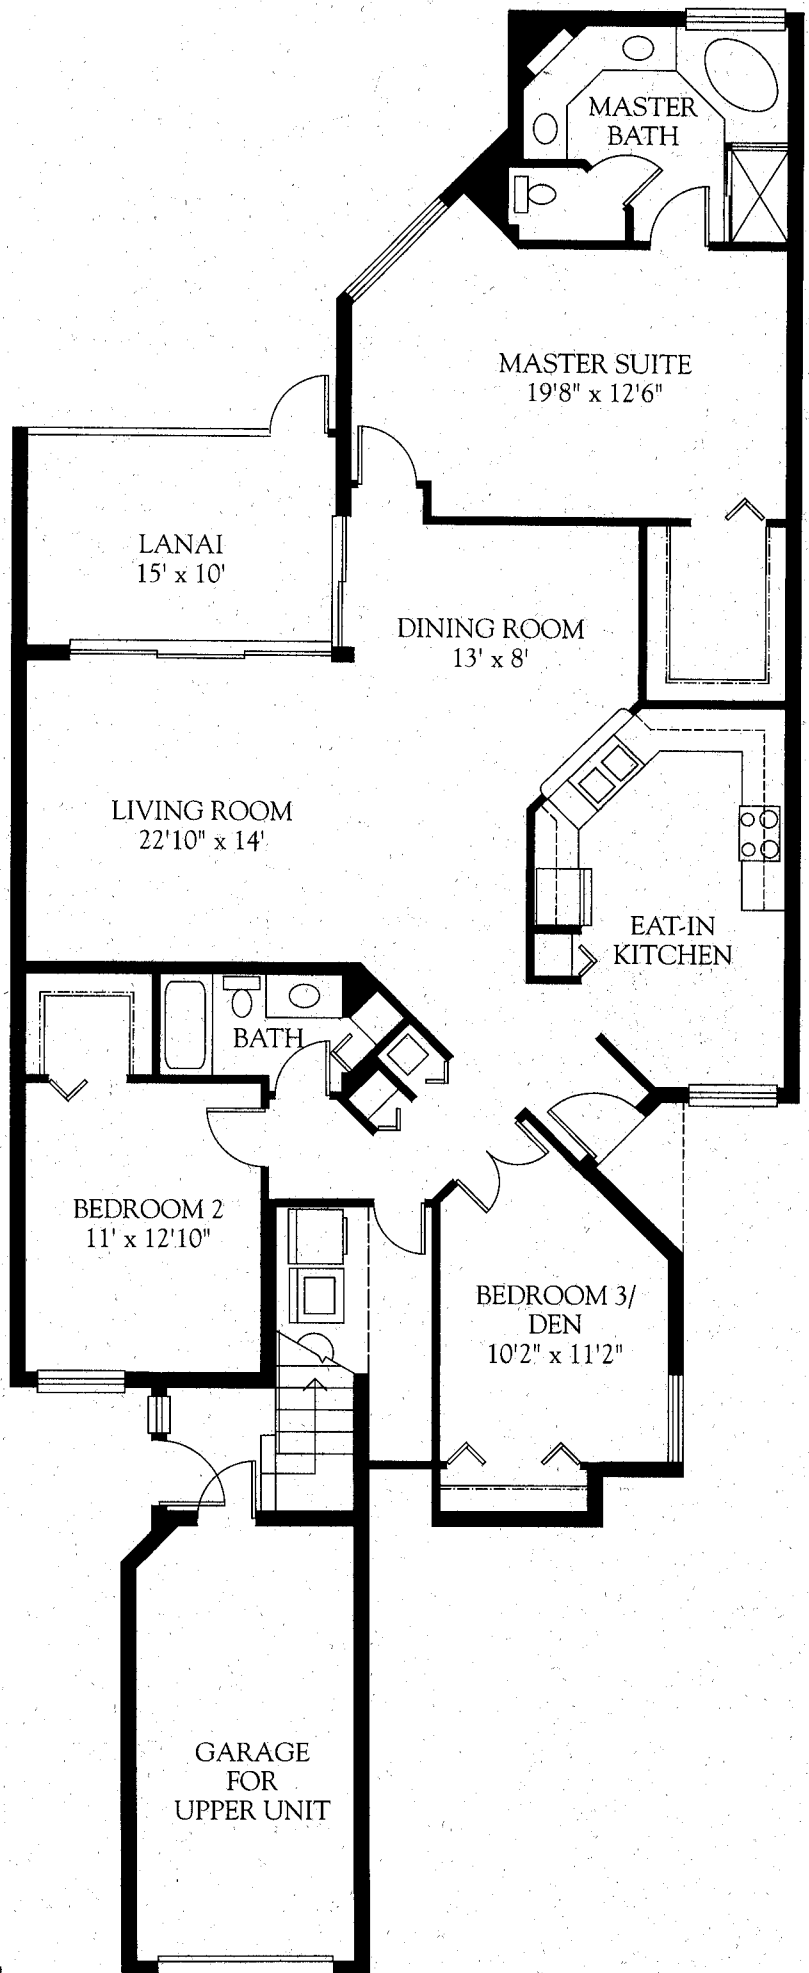 MASTER
BATH
MASTER SUITE
19'8" x 12'6"
LANAI
15' x 10'
DINING ROOM
13' x 8'
LIVING ROOM
22'10" x 14'
EAT-IN
KITCHEN
BATH
BEDROOM 2
11' x 12'10"
BEDROOM 3/
DEN
10'2" x 11'2"
GARAGE
FOR
UPPER UNIT